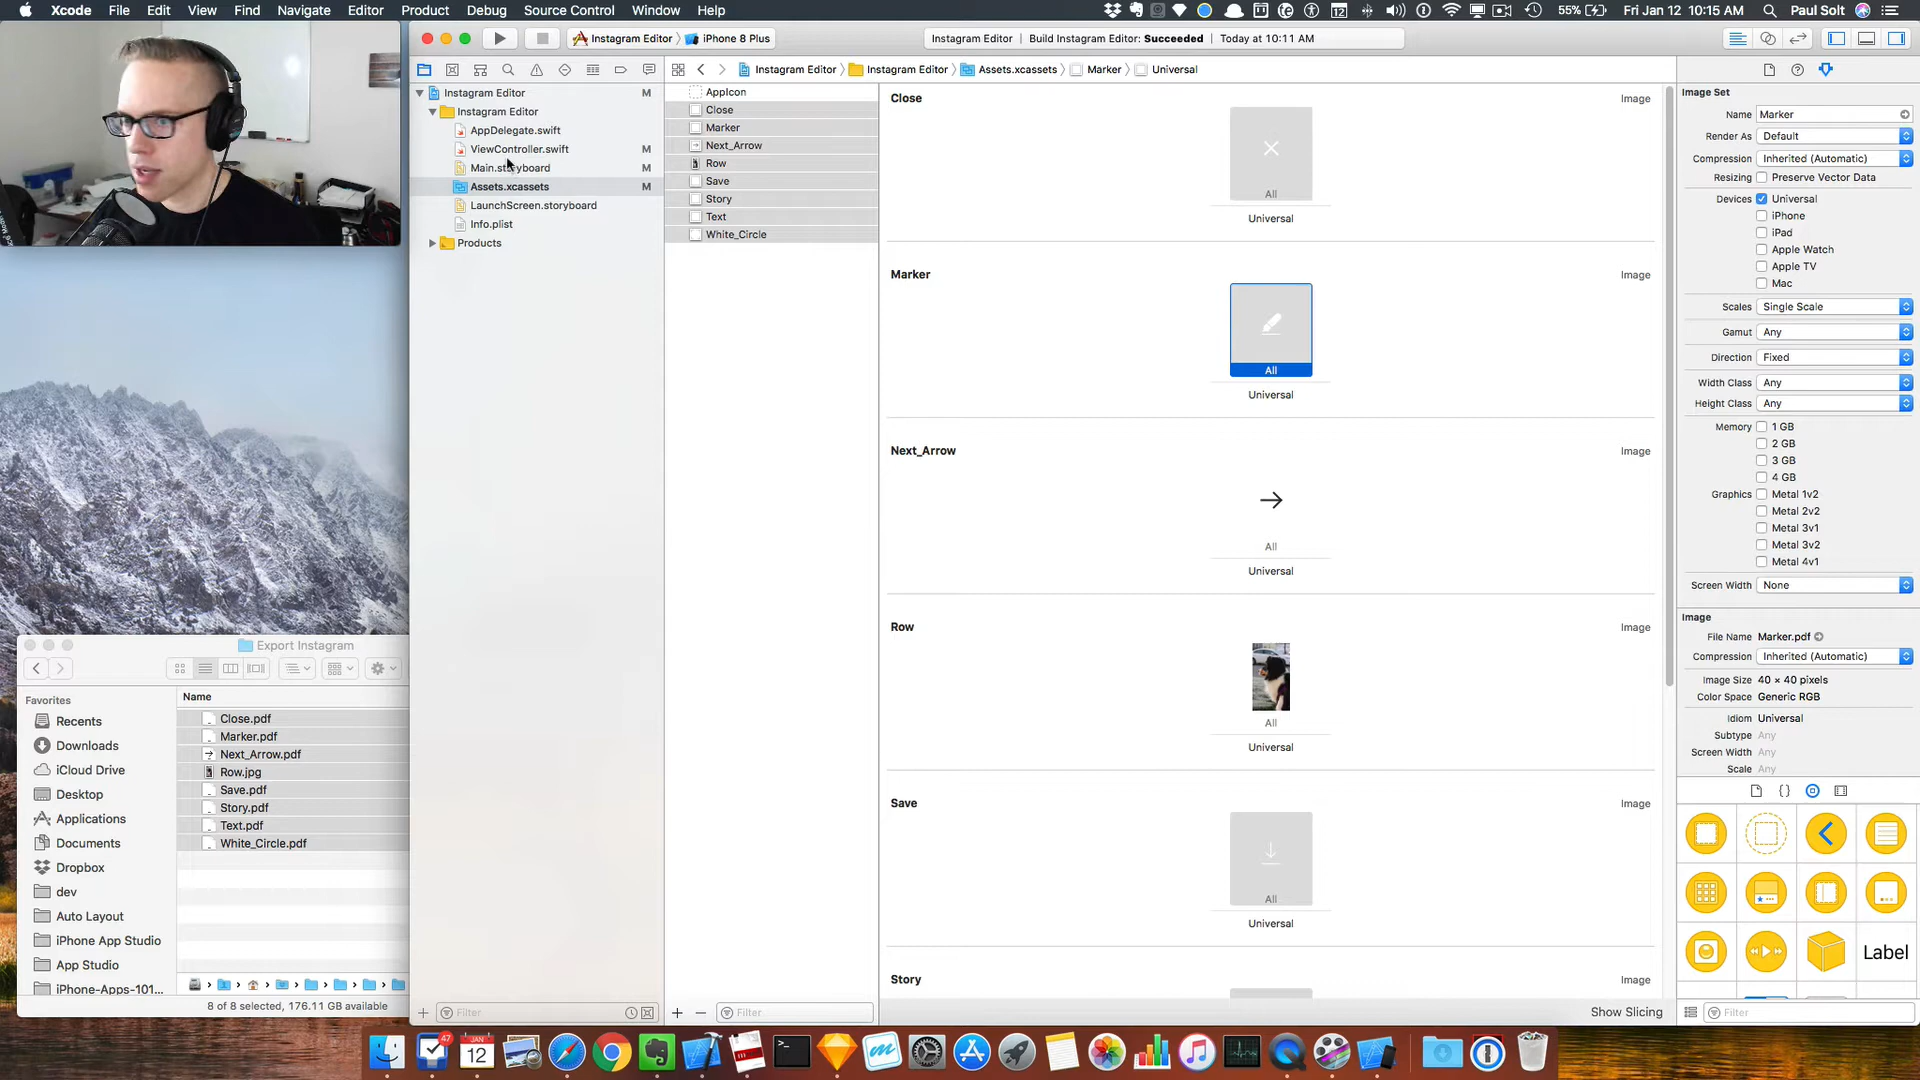 Xcode File Edit View Find Navigate Editor Product Debug Source Control Window Help
12
55%
Fri Jan 12 10:15 AM
Paul Solt
Instagram Editor
iPhone 8 Plus
Instagram Editor | Build Instagram Editor: Succeeded | Today at 10:11 AM
Instagram Editor
Instagram Editor
Assets.xcassets
Marker
Universal
Instagram Editor M
Instagram Editor
AppDelegate.swift
ViewController.swift M
Main.storyboard M
Assets.xcassets M
LaunchScreen.storyboard
Info.plist
Products
Filter
AppIcon
Close
Marker
Next_Arrow
Row
Save
Story
Text
White_Circle
Filter
Close Image
All
Universal
Marker Image
All
Universal
Next_Arrow Image
All
Universal
Row Image
All
Universal
Save Image
All
Universal
Story Image
Show Slicing
Image Set
Name Marker
Render As Default
Compression Inherited (Automatic)
Resizing Preserve Vector Data
Devices Universal
iPhone
iPad
Apple Watch
Apple TV
Mac
Scales Single Scale
Gamut Any
Direction Fixed
Width Class Any
Height Class Any
Memory 1 GB
2 GB
3 GB
4 GB
Graphics Metal 1v2
Metal 2v2
Metal 3v1
Metal 3v2
Metal 4v1
Screen Width None
Image
File Name Marker.pdf
Compression Inherited (Automatic)
Image Size 40 × 40 pixels
Color Space Generic RGB
Idiom Universal
Subtype Any
Screen Width Any
Scale Any
{ }
Label
Filter
Export Instagram
Favorites
Recents
Downloads
iCloud Drive
Desktop
Applications
Documents
Dropbox
dev
Auto Layout
iPhone App Studio
App Studio
iPhone-Apps-101...
Name
Close.pdf
Marker.pdf
Next_Arrow.pdf
Row.jpg
Save.pdf
Story.pdf
Text.pdf
White_Circle.pdf
8 of 8 selected, 176.11 GB available
47
JAN
12